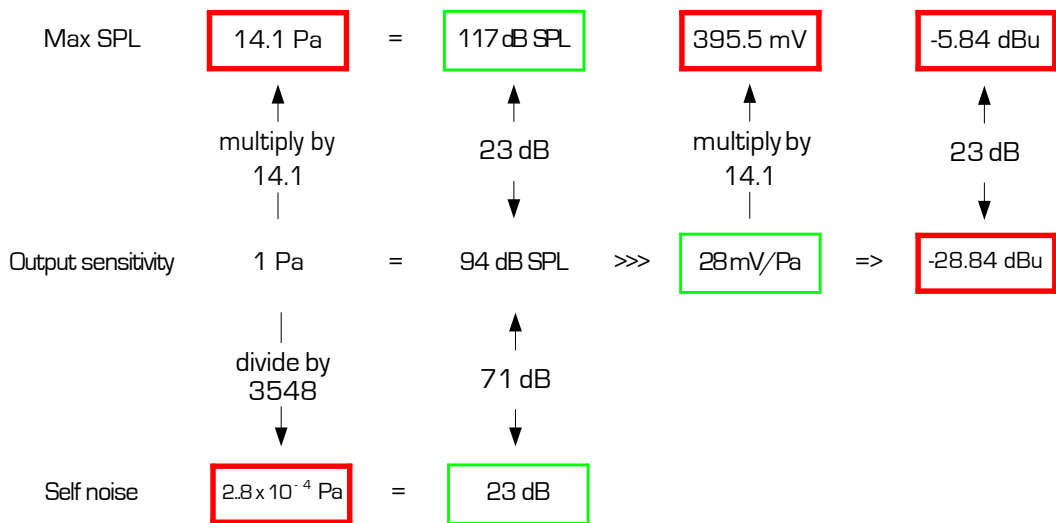 Max SPL 14.1 Pa = 117 dB SPL 395.5 mV -5.84 dBu
multiply by 14.1 23 dB multiply by 14.1 23 dB
Output sensitivity 1 Pa = 94 dB SPL >>> 28 mV/Pa => -28.84 dBu
divide by 3548 71 dB
Self noise 2.8 x 10⁻⁴ Pa = 23 dB